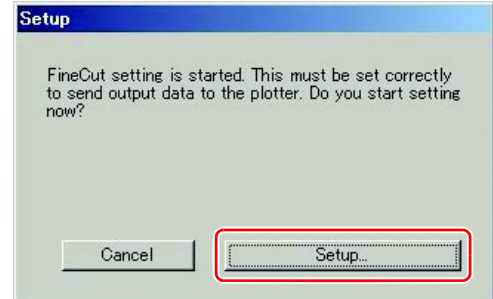 Setup
FineCut setting is started. This must be set correctly
to send output data to the plotter. Do you start setting
now?
Cancel
Setup...